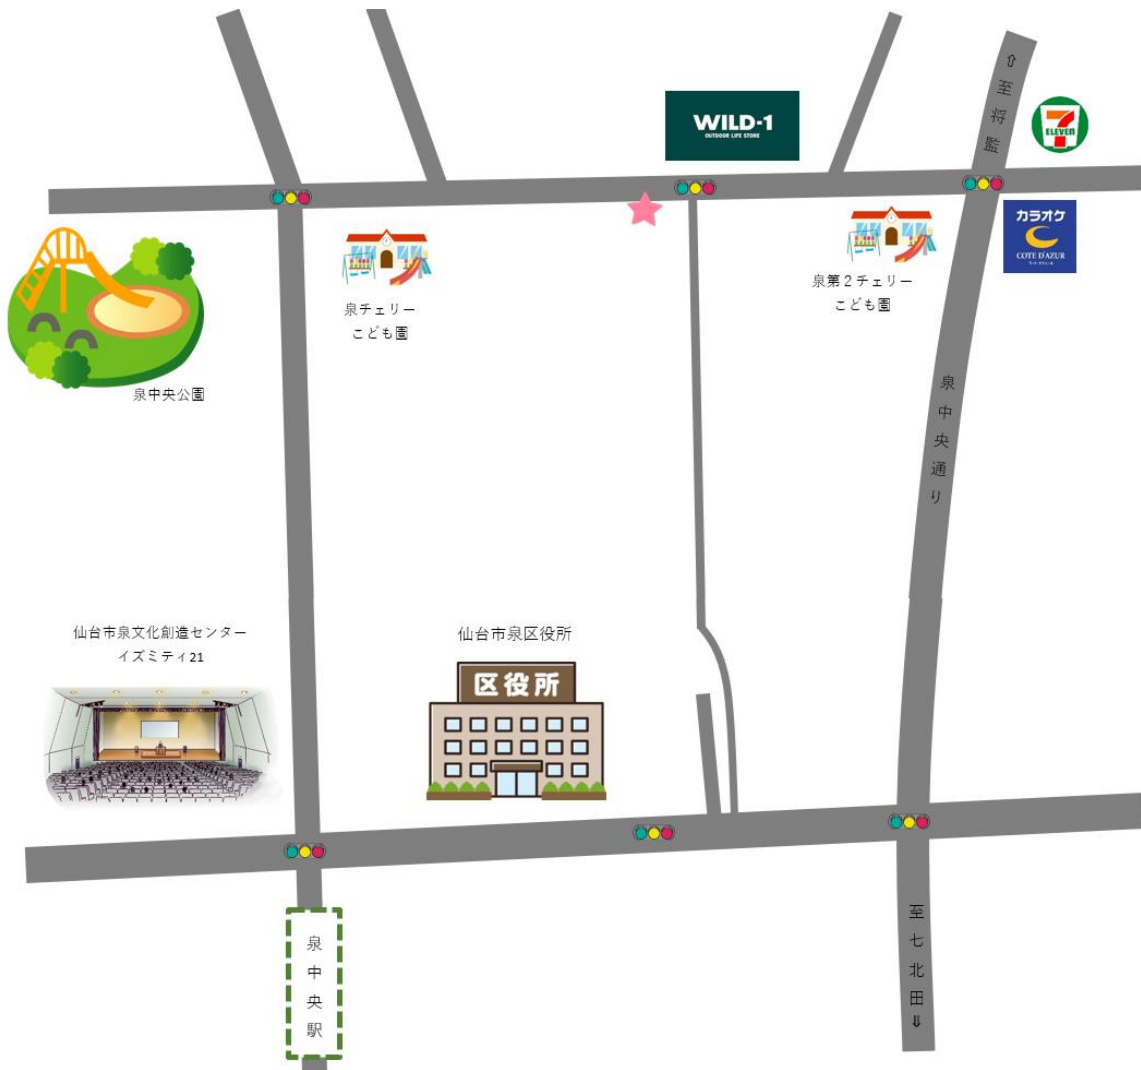 ⇧至将監
WILD-1
OUTDOOR LIFE STORE
7
ELEVEN
カラオケ
COTE D'AZUR
泉チェリー
こども園
泉第2チェリー
こども園
泉中央公園
泉中央通り
仙台市泉文化創造センター
イズミティ21
仙台市泉区役所
区役所
泉中央駅
至七北田⇓